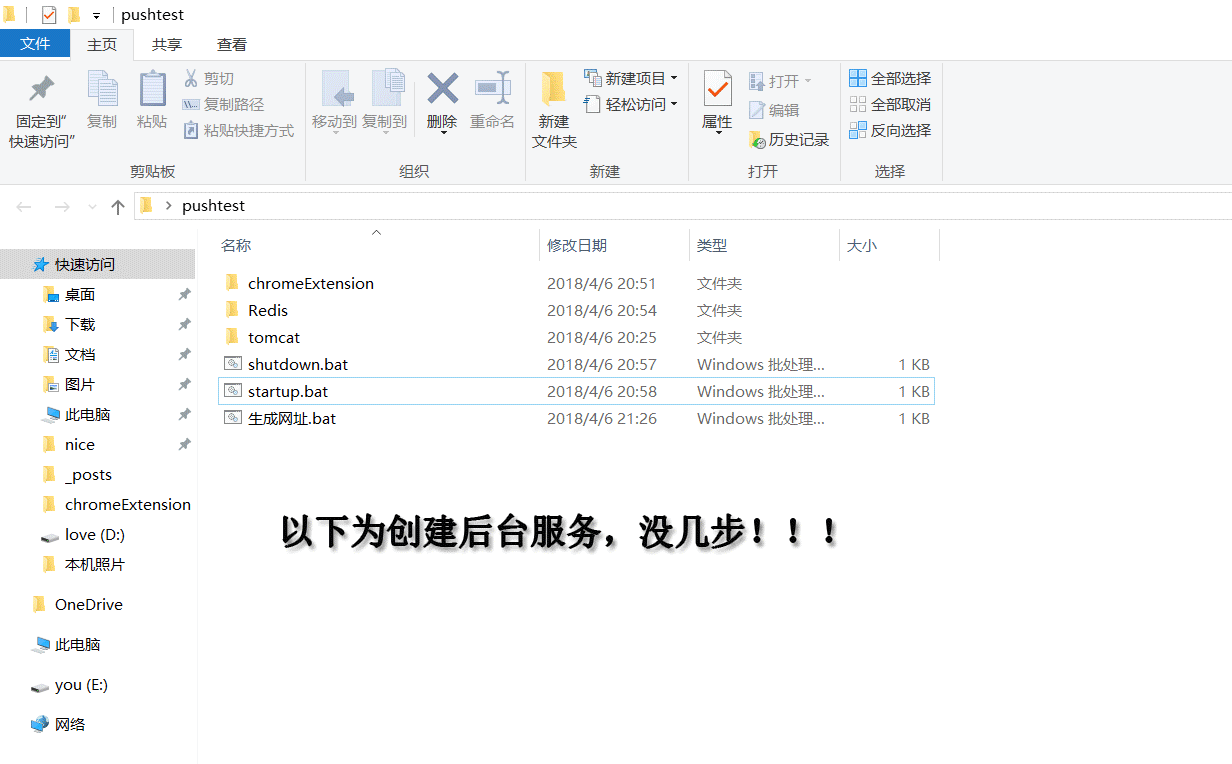 pushtest
文件 主页 共享 查看
固定到"快速访问"
复制
粘贴
剪切
复制路径
粘贴快捷方式
剪贴板
移动到 复制到 删除 重命名
组织
新建文件夹
新建项目
轻松访问
新建
属性
打开
编辑
历史记录
打开
全部选择
全部取消
反向选择
选择
pushtest
名称 修改日期 类型 大小
快速访问
桌面
下载
文档
图片
此电脑
nice
_posts
chromeExtension
love (D:)
本机照片
OneDrive
此电脑
you (E:)
网络
chromeExtension 2018/4/6 20:51 文件夹
Redis 2018/4/6 20:54 文件夹
tomcat 2018/4/6 20:25 文件夹
shutdown.bat 2018/4/6 20:57 Windows 批处理... 1 KB
startup.bat 2018/4/6 20:58 Windows 批处理... 1 KB
生成网址.bat 2018/4/6 21:26 Windows 批处理... 1 KB
以下为创建后台服务，没几步！！！